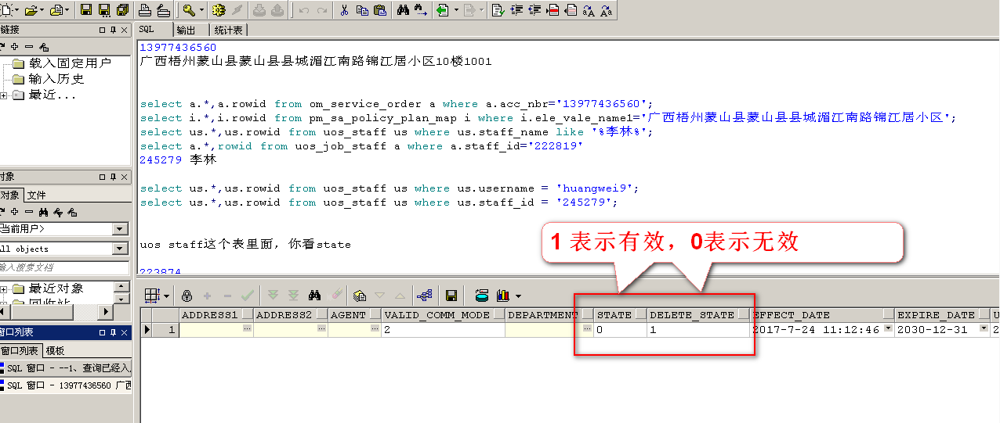 链接
载入固定用户
输入历史
最近...
对象
对象 文件
当前用户>
All objects
输入搜索文档
最近对象
回收站
窗口列表
窗口列表 模板
SQL 窗口 - --1、查询已经入
SQL 窗口 - 13977436560 广西
SQL 输出 统计表
13977436560
广西梧州蒙山县蒙山县县城湄江南路锦江居小区10楼1001
select a.*,a.rowid from om_service_order a where a.acc_nbr='13977436560';
select i.*,i.rowid from pm_sa_policy_plan_map i where i.ele_vale_name1='广西梧州蒙山县蒙山县县城湄江南路锦江居小区';
select us.*,us.rowid from uos_staff us where us.staff_name like '%李林%';
select a.*,rowid from uos_job_staff a where a.staff_id='222819'
245279 李林
select us.*,us.rowid from uos_staff us where us.username = 'huangwei9';
select us.*,us.rowid from uos_staff us where us.staff_id = '245279';
uos staff这个表里面，你看state
223874
1 表示有效，0表示无效
ADDRESS1 ADDRESS2 AGENT VALID_COMM_MODE DEPARTMENT STATE DELETE_STATE EFFECT_DATE EXPIRE_DATE U
1 2 0 1 2017-7-24 11:12:46 2030-12-31 2